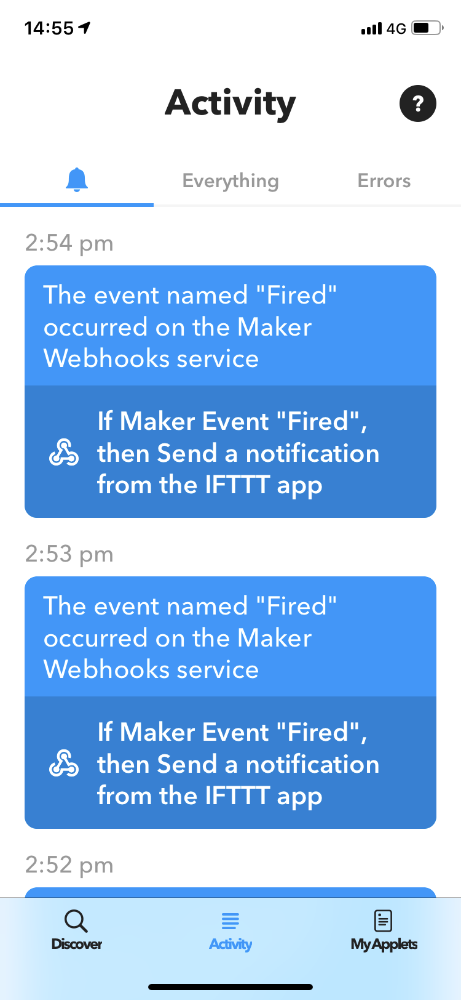 14:55
4G
Activity
?
Everything
Errors
2:54 pm
The event named "Fired"
occurred on the Maker
Webhooks service
If Maker Event "Fired",
then Send a notification
from the IFTTT app
2:53 pm
The event named "Fired"
occurred on the Maker
Webhooks service
If Maker Event "Fired",
then Send a notification
from the IFTTT app
2:52 pm
Discover
Activity
My Applets